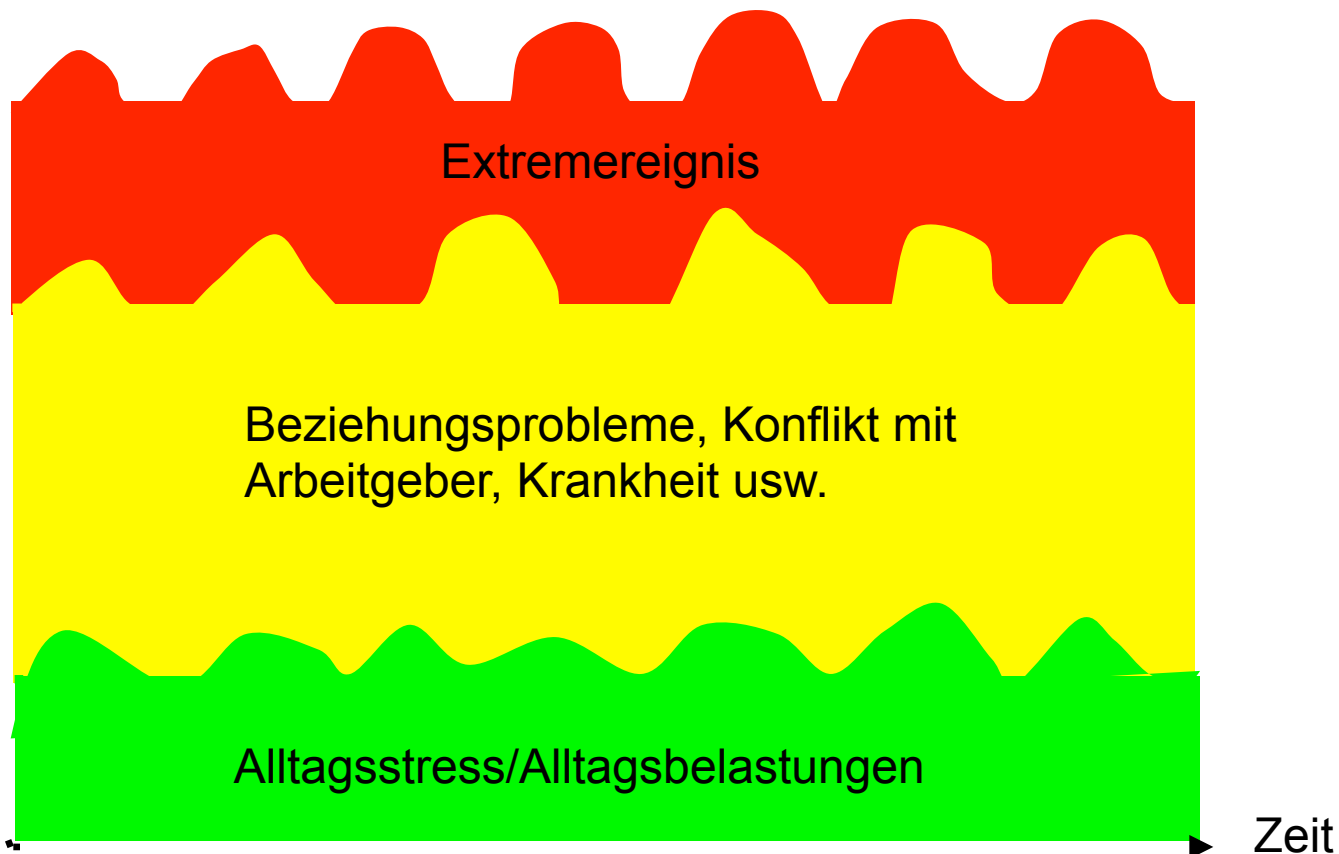 Extremereignis
Beziehungsprobleme, Konflikt mit
Arbeitgeber, Krankheit usw.
Alltagsstress/Alltagsbelastungen
Zeit